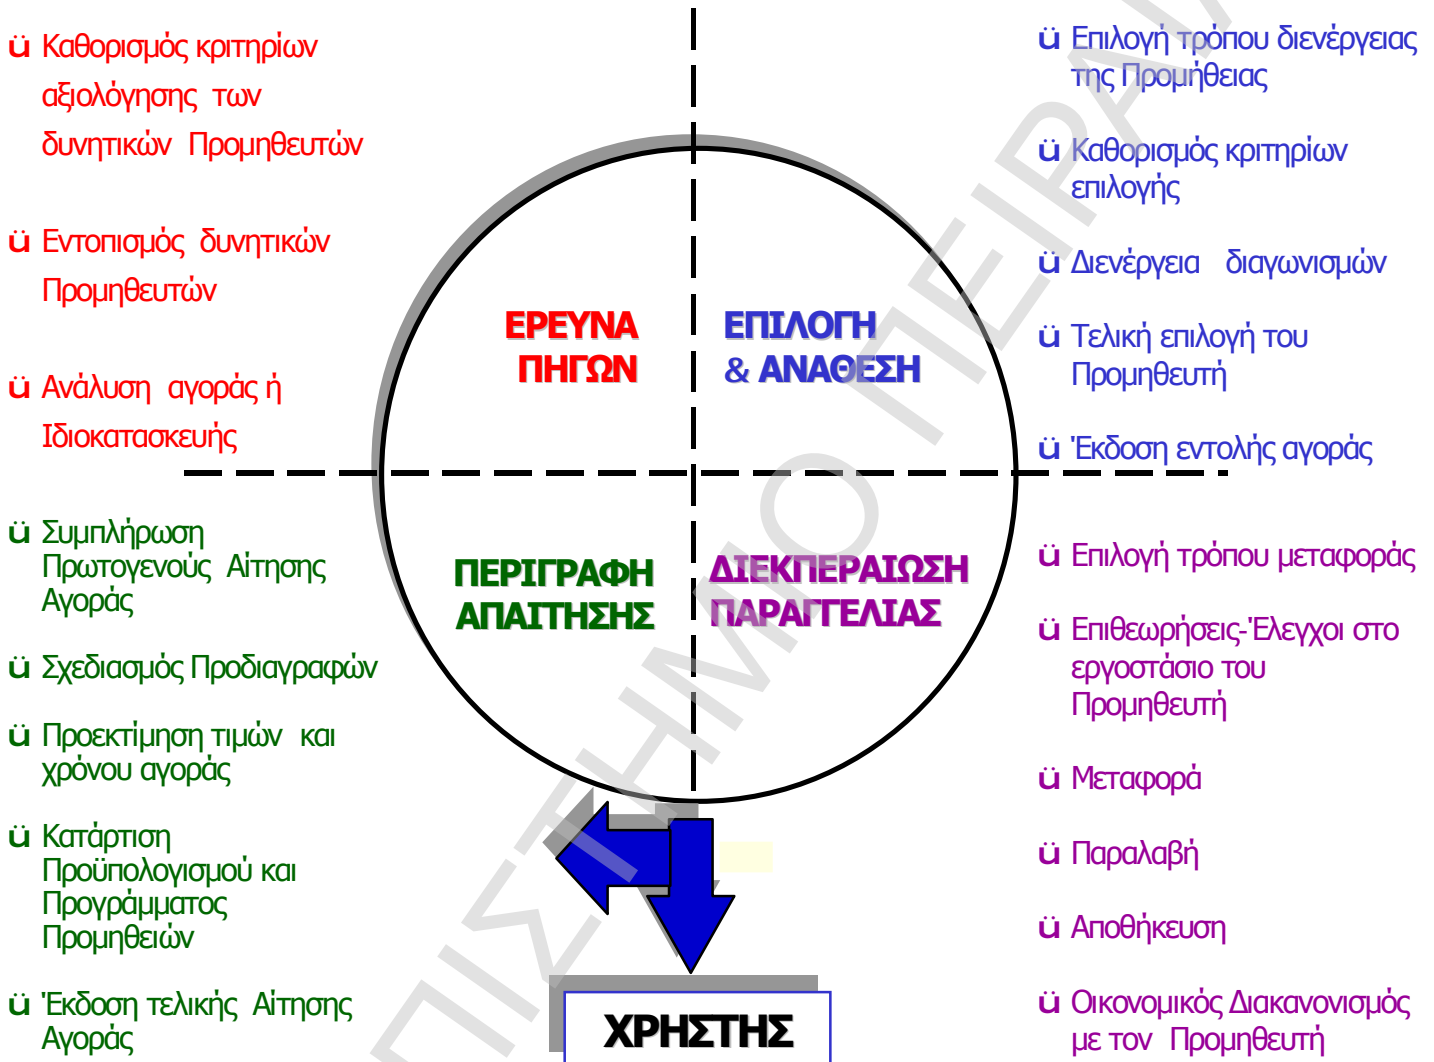 ü Καθορισμός κριτηρίων
αξιολόγησης των
δυνητικών Προμηθευτών
ü Εντοπισμός δυνητικών
Προμηθευτών
ü Ανάλυση αγοράς ή
Ιδιοκατασκευής
ü Επιλογή τρόπου διενέργειας
της Προμήθειας
ü Καθορισμός κριτηρίων
επιλογής
ü Διενέργεια διαγωνισμών
ü Τελική επιλογή του
Προμηθευτή
ü Έκδοση εντολής αγοράς
ΕΡΕΥΝΑ
ΠΗΓΩΝ
ΕΠΙΛΟΓΗ
& ΑΝΑΘΕΣΗ
ΠΕΡΙΓΡΑΦΗ
ΑΠΑΙΤΗΣΗΣ
ΔΙΕΚΠΕΡΑΙΩΣΗ
ΠΑΡΑΓΓΕΛΙΑΣ
ü Συμπλήρωση
Πρωτογενούς Αίτησης
Αγοράς
ü Σχεδιασμός Προδιαγραφών
ü Προεκτίμηση τιμών και
χρόνου αγοράς
ü Κατάρτιση
Προϋπολογισμού και
Προγράμματος
Προμηθειών
ü Έκδοση τελικής Αίτησης
Αγοράς
ü Επιλογή τρόπου μεταφοράς
ü Επιθεωρήσεις-Έλεγχοι στο
εργοστάσιο του
Προμηθευτή
ü Μεταφορά
ü Παραλαβή
ü Αποθήκευση
ü Οικονομικός Διακανονισμός
με τον Προμηθευτή
ΧΡΗΣΤΗΣ
ΠΙΣΤΗΜΙΟ ΠΕΙΡΑΙ